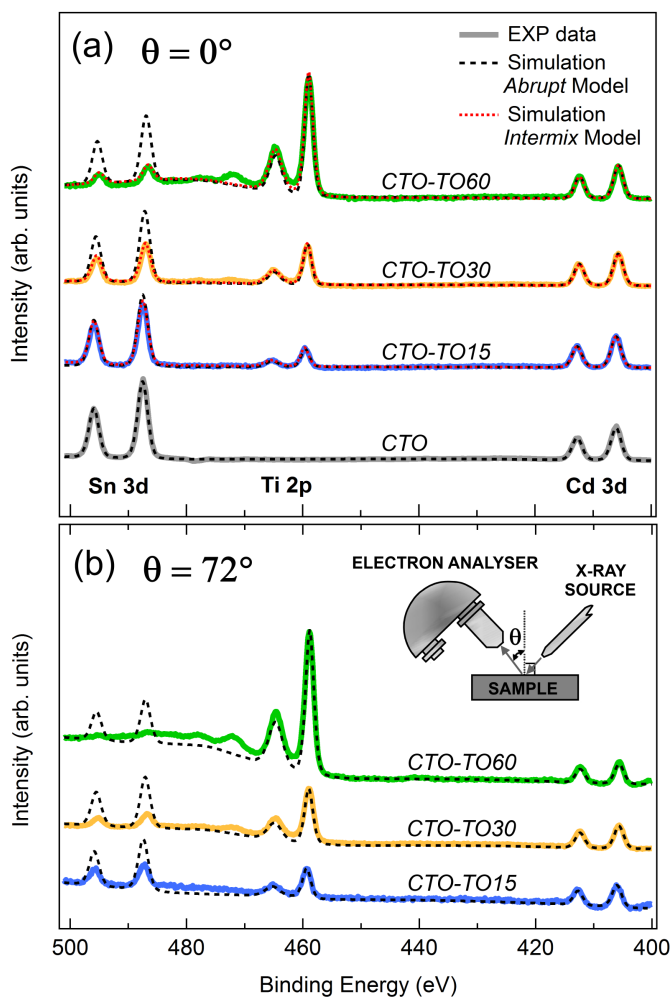 (a) θ = 0°
EXP data
Simulation
Abrupt Model
Simulation
Intermix Model
CTO-TO60
CTO-TO30
CTO-TO15
CTO
Sn 3d Ti 2p Cd 3d
Intensity (arb. units)
(b) θ = 72°
ELECTRON ANALYSER
X-RAY
SOURCE
θ
SAMPLE
CTO-TO60
CTO-TO30
CTO-TO15
Intensity (arb. units)
500 480 460 440 420 400
Binding Energy (eV)